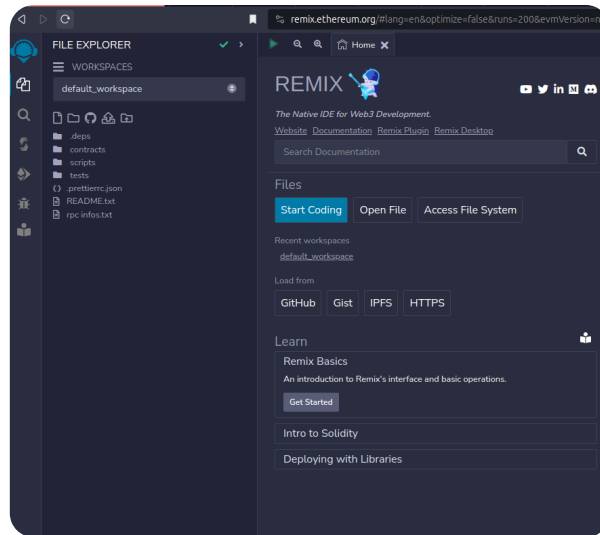 remix.ethereum.org/#lang=en&optimize=false&runs=200&evmVersion=n
FILE EXPLORER
WORKSPACES
default_workspace
.deps
contracts
scripts
tests
.prettierrc.json
README.txt
rpc infos.txt
Home
REMIX
The Native IDE for Web3 Development.
Website Documentation Remix Plugin Remix Desktop
Search Documentation
Files
Start Coding Open File Access File System
Recent workspaces
default_workspace
Load from
GitHub Gist IPFS HTTPS
Learn
Remix Basics
An introduction to Remix's interface and basic operations.
Get Started
Intro to Solidity
Deploying with Libraries